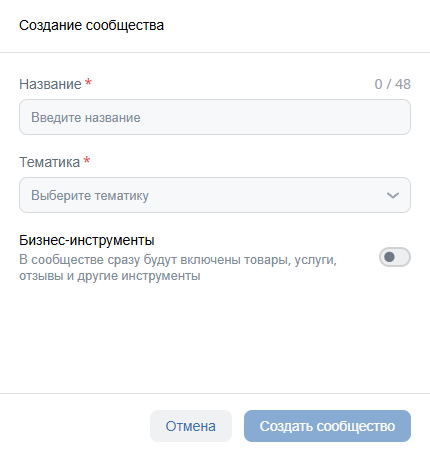 Создание сообщества
Название *
0 / 48
Введите название
Тематика *
Выберите тематику
Бизнес-инструменты
В сообществе сразу будут включены товары, услуги,
отзывы и другие инструменты
Отмена
Создать сообщество